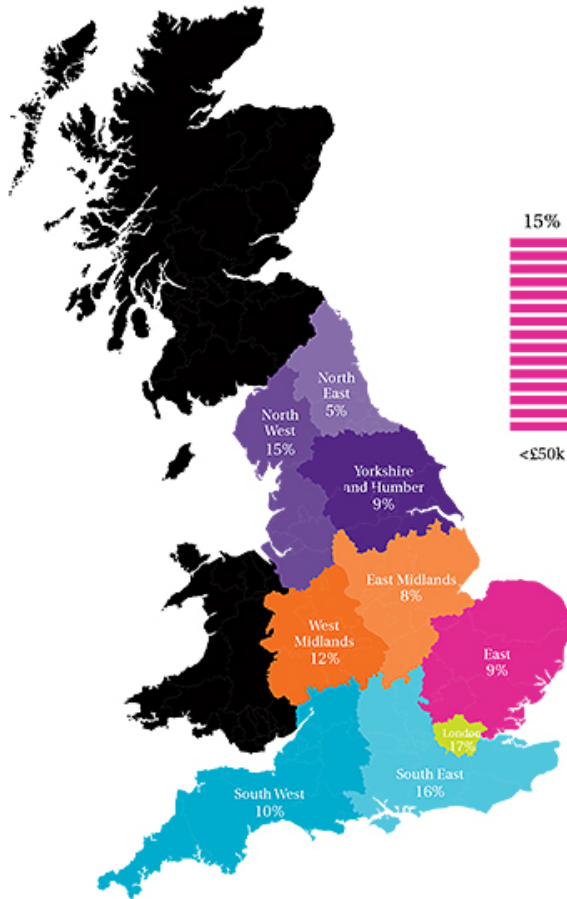 15%
North
East
5%
North
West
15%
Yorkshire
and Humber
9%
<£50k
East Midlands
8%
West
Midlands
12%
East
9%
London
17%
South East
16%
South West
10%